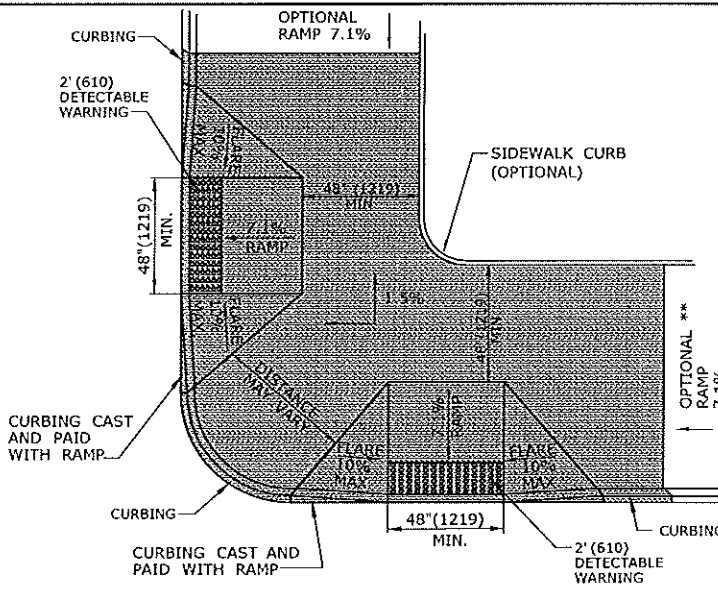 OPTIONAL
RAMP 7.1%
CURBING
2' (610)
DETECTABLE
WARNING
FLARE
10%
MAX
SIDEWALK CURB
(OPTIONAL)
48"(1219)
MIN
48"(1219)
MIN.
7.1%
RAMP
FLARE
MAX
1.5%
48"(1219)
MIN
OPTIONAL **
RAMP
7.1%
DISTANCE
MAY VARY
RAMP
CURBING CAST
AND PAID
WITH RAMP
FLARE
10%
MAX
FLARE
10%
MAX
CURBING
48"(1219)
MIN.
CURBING
CURBING CAST AND
PAID WITH RAMP
2' (610)
DETECTABLE
WARNING